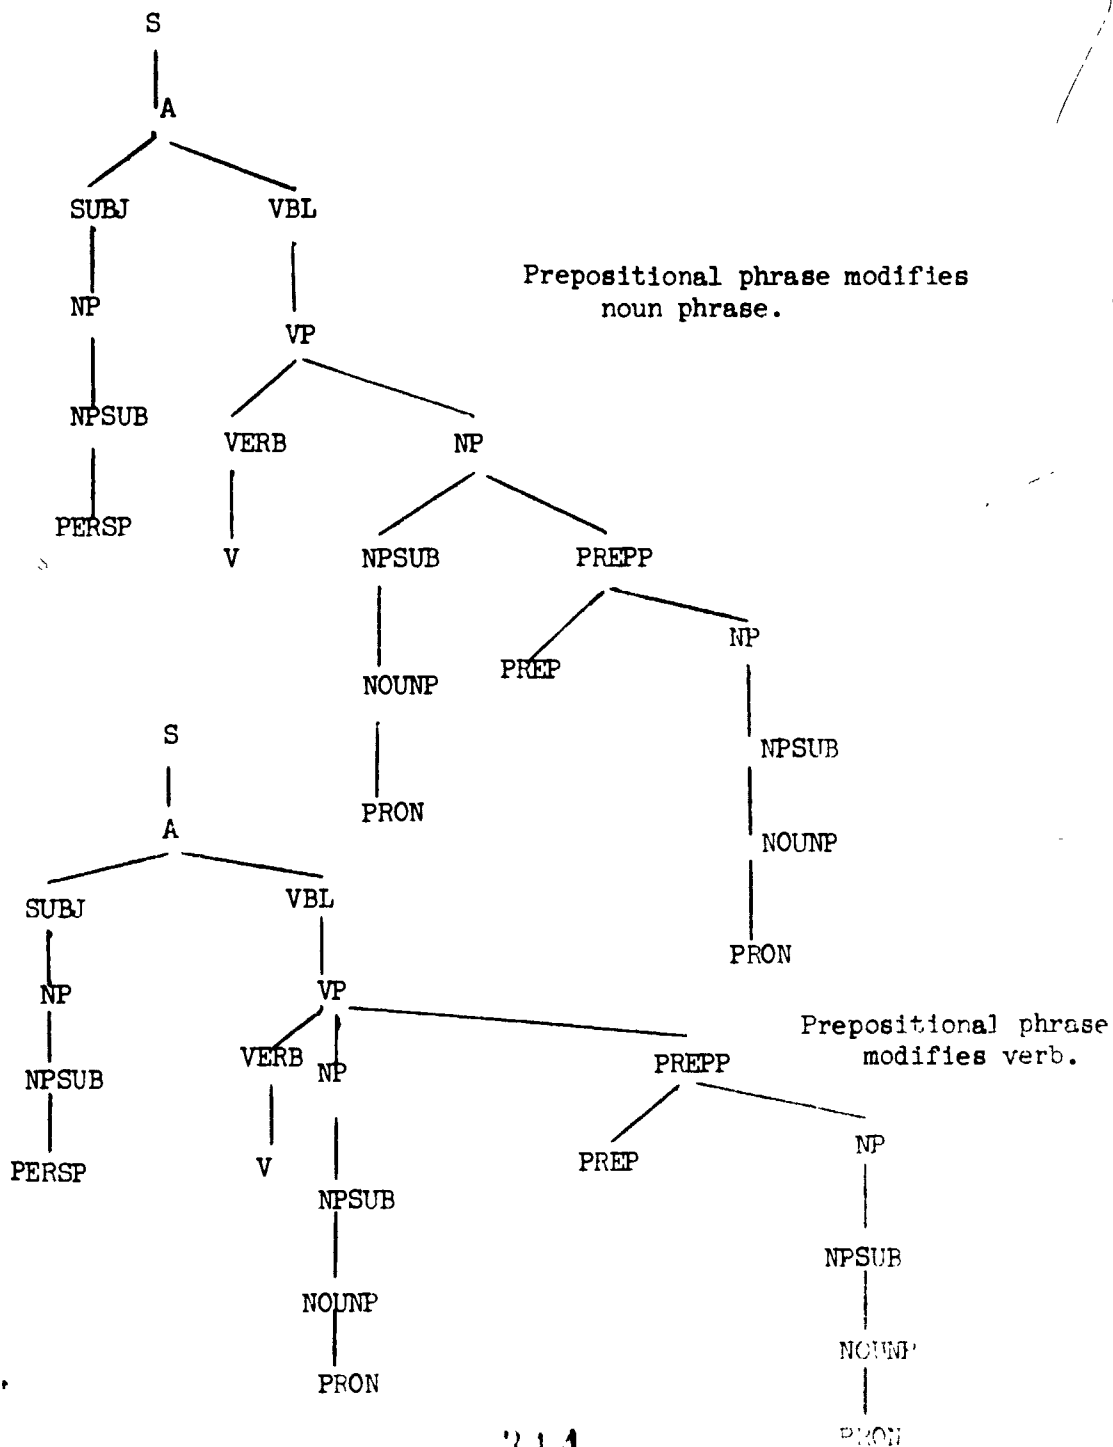 S
A
SUBJ VBL
Prepositional phrase modifies
noun phrase.
NP
VP
NPSUB
VERB NP
PERSP
V NPSUB PREPP
NP
PREP
NOUNP
S
NPSUB
PRON
A
NOUNP
VBL
SUBJ
PRON
NP VP
Prepositional phrase
modifies verb.
VERB NP PREPP
NPSUB
NP
PREP
PERSP V
NPSUB
NPSUB
NOUNP
NOUNP
PRON
PRON